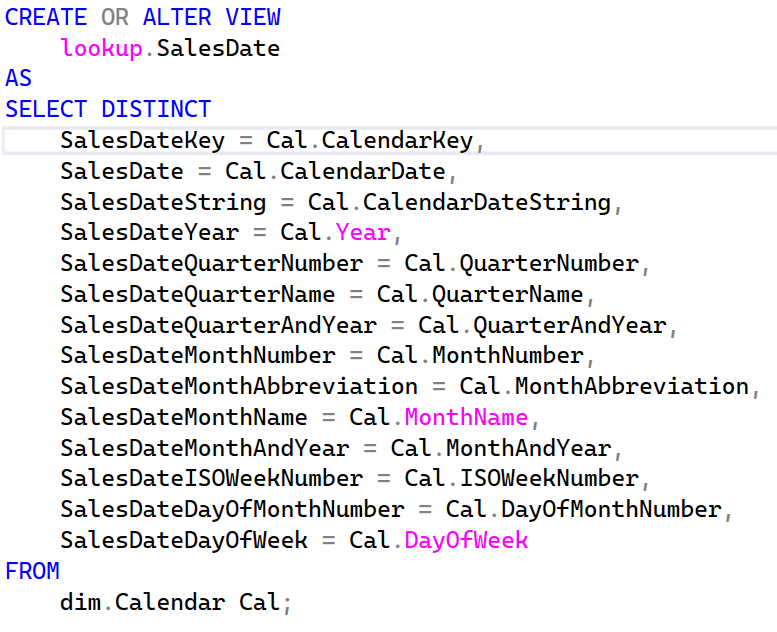 CREATE OR ALTER VIEW
    lookup.SalesDate
AS
SELECT DISTINCT
    SalesDateKey = Cal.CalendarKey,
    SalesDate = Cal.CalendarDate,
    SalesDateString = Cal.CalendarDateString,
    SalesDateYear = Cal.Year,
    SalesDateQuarterNumber = Cal.QuarterNumber,
    SalesDateQuarterName = Cal.QuarterName,
    SalesDateQuarterAndYear = Cal.QuarterAndYear,
    SalesDateMonthNumber = Cal.MonthNumber,
    SalesDateMonthAbbreviation = Cal.MonthAbbreviation,
    SalesDateMonthName = Cal.MonthName,
    SalesDateMonthAndYear = Cal.MonthAndYear,
    SalesDateISOWeekNumber = Cal.ISOWeekNumber,
    SalesDateDayOfMonthNumber = Cal.DayOfMonthNumber,
    SalesDateDayOfWeek = Cal.DayOfWeek
FROM
    dim.Calendar Cal;